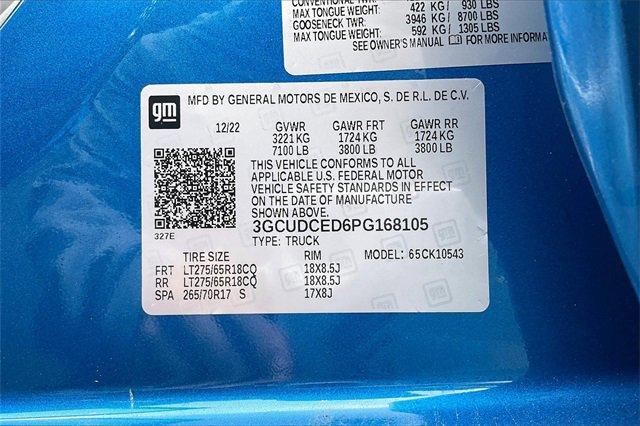 CONVENTIONAL TWR:
MAX TONGUE WEIGHT: 422 KG/ 930 LBS
GOOSENECK TWR: 3946 KG/ 8700 LBS
MAX TONGUE WEIGHT: 592 KG/ 1305 LBS
SEE OWNER'S MANUAL FOR MORE INFORMAT
gm
MFD BY GENERAL MOTORS DE MEXICO, S. DE R.L. DE C.V.
12/22 GVWR GAWR FRT GAWR RR
3221 KG 1724 KG 1724 KG
7100 LB 3800 LB 3800 LB
THIS VEHICLE CONFORMS TO ALL
APPLICABLE U.S. FEDERAL MOTOR
VEHICLE SAFETY STANDARDS IN EFFECT
ON THE DATE OF MANUFACTURE
SHOWN ABOVE.
3GCUDCED6PG168105
327E
TYPE: TRUCK
TIRE SIZE RIM MODEL: 65CK10543
FRT LT275/65R18CQ 18X8.5J
RR LT275/65R18CQ 18X8.5J
SPA 265/70R17 S 17X8J